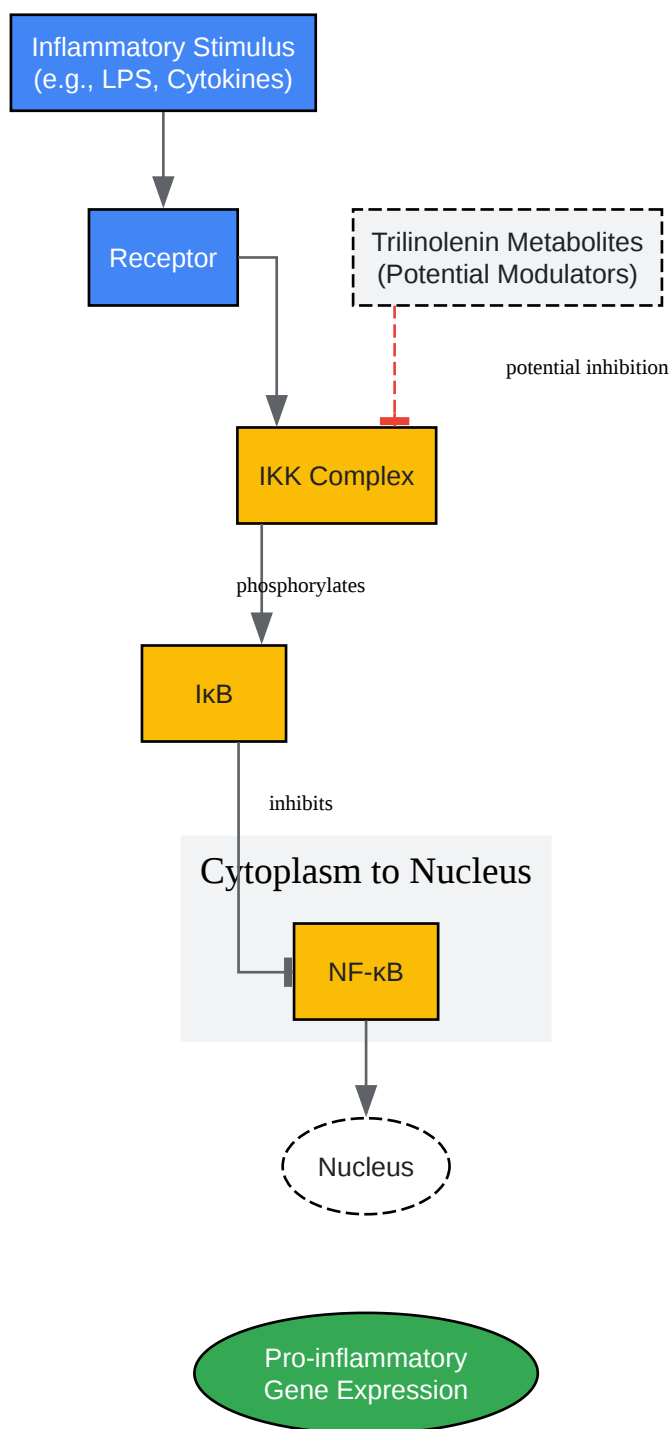 Inflammatory Stimulus
(e.g., LPS, Cytokines)
Receptor
Trilinolenin Metabolites
(Potential Modulators)
potential inhibition
IKK Complex
phosphorylates
IκB
inhibits
Cytoplasm to Nucleus
NF-κB
Nucleus
Pro-inflammatory
Gene Expression